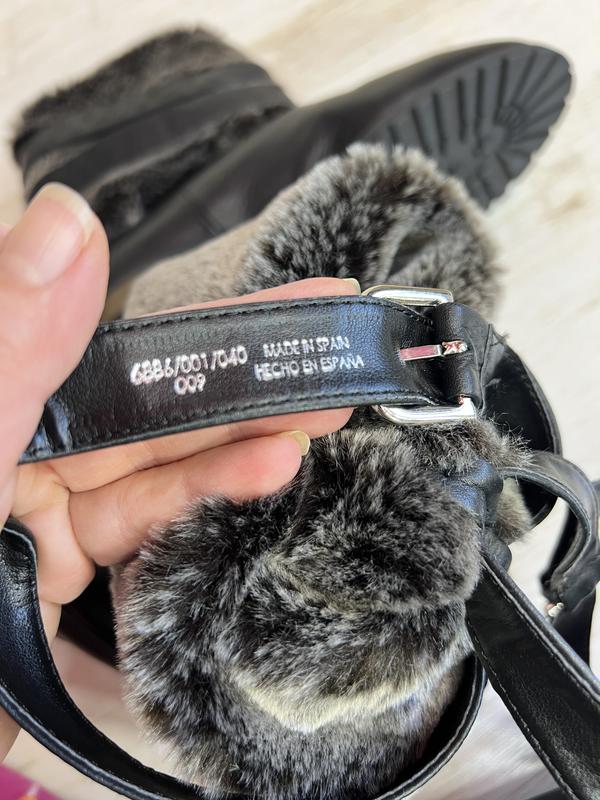 6886/001/040
009
MADE IN SPAIN
HECHO EN ESPAÑA